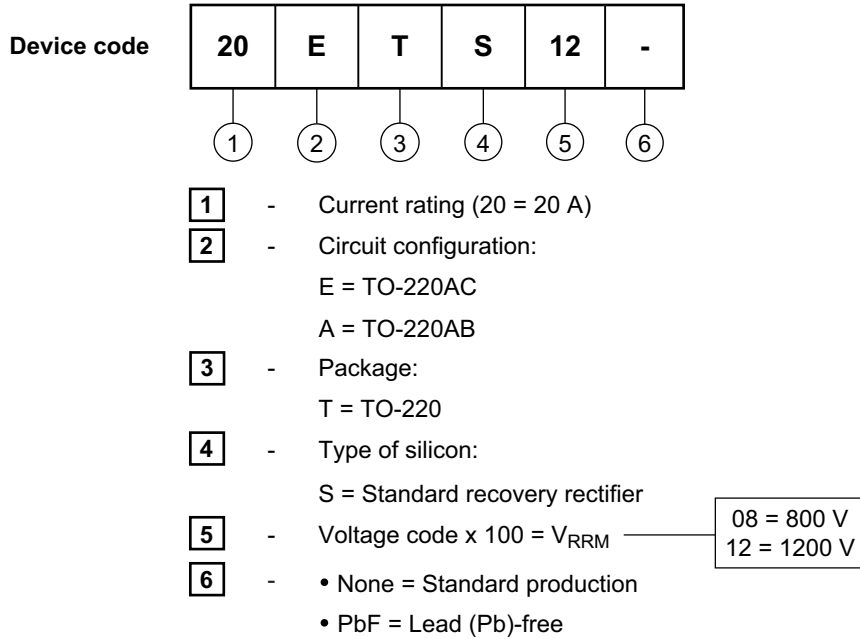 Device code 20 E T S 12 -
1 2 3 4 5 6
1 - Current rating (20 = 20 A)
2 - Circuit configuration:
E = TO-220AC
A = TO-220AB
3 - Package:
T = TO-220
4 - Type of silicon:
S = Standard recovery rectifier
5 - Voltage code x 100 = VRRM
08 = 800 V
12 = 1200 V
6 - • None = Standard production
• PbF = Lead (Pb)-free